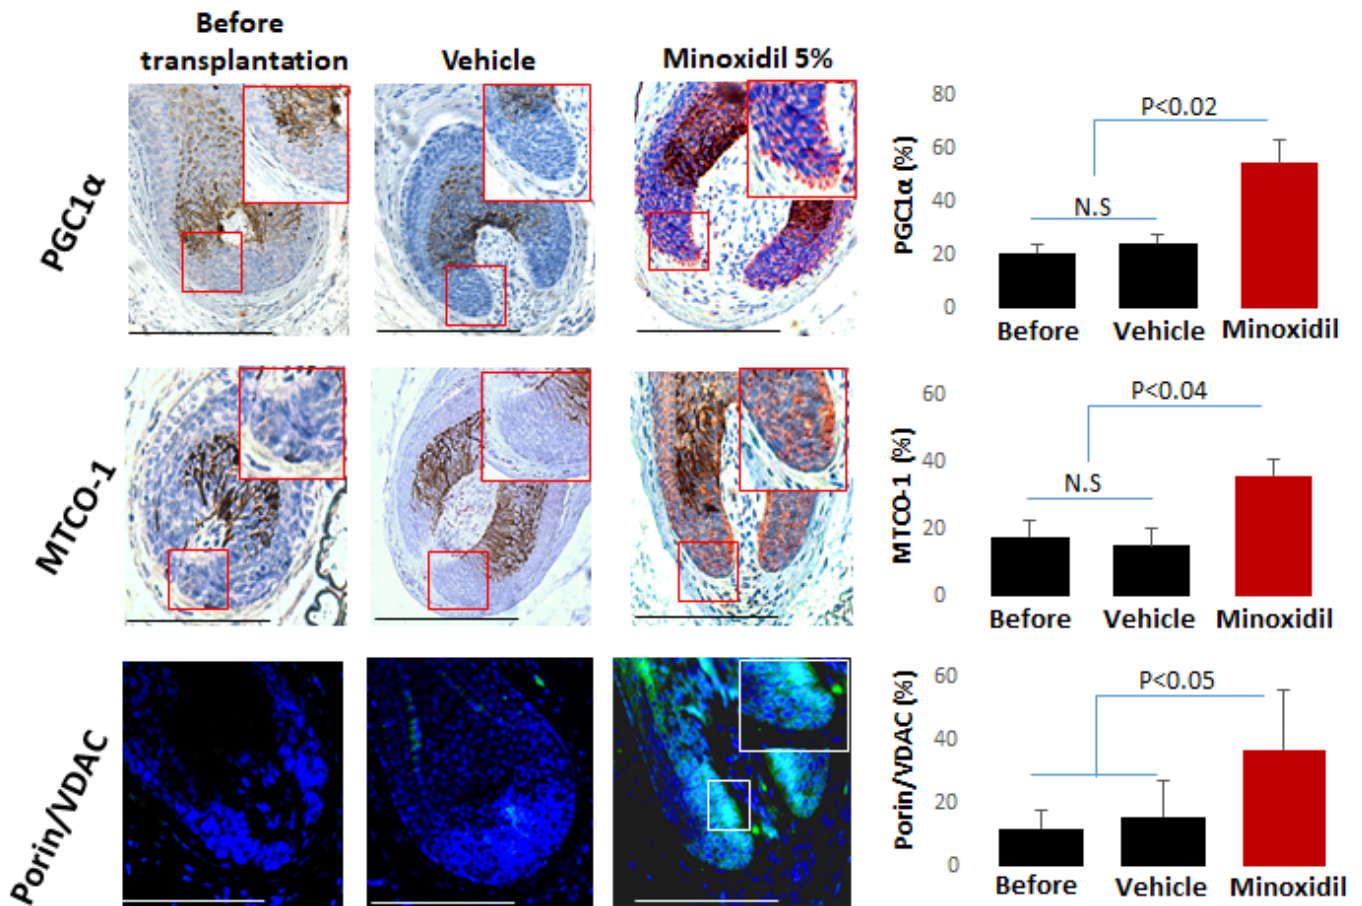 Before
transplantation
Vehicle
Minoxidil 5%
PGC1α
PGC1α (%)
80
60
40
20
0
P<0.02
N.S
Before
Vehicle
Minoxidil
MTCO-1
MTCO-1 (%)
60
40
20
0
P<0.04
N.S
Before
Vehicle
Minoxidil
Porin/VDAC
Porin/VDAC (%)
60
40
20
0
P<0.05
Before
Vehicle
Minoxidil